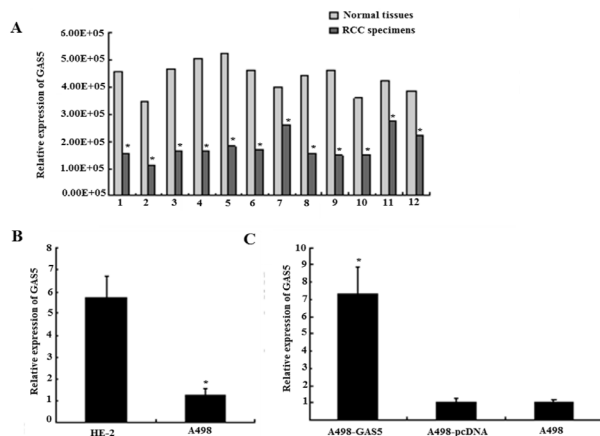 Normal tissues
RCC specimens
A
Relative expression of GAS5
6.00E+05
5.00E+05
4.00E+05
3.00E+05
2.00E+05
1.00E+05
0.00E+05
* * * * * * * * * * * *
1 2 3 4 5 6 7 8 9 10 11 12
B
Relative expression of GAS5
8
7
6
5
4
3
2
1
0
*
HE-2 A498
C
Relative expression of GAS5
10
9
8
7
6
5
4
3
2
1
*
A498-GAS5 A498-pcDNA A498